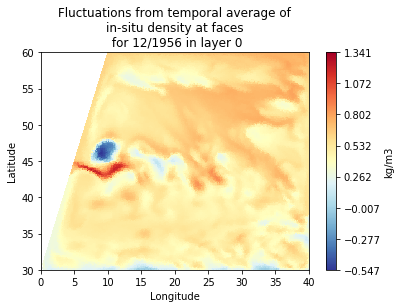 Fluctuations from temporal average of
in-situ density at faces
for 12/1956 in layer 0
60
55
50
45
40
35
30
Latitude
0 5 10 15 20 25 30 35 40
Longitude
1.341
1.072
0.802
0.532
0.262
−0.007
−0.277
−0.547
kg/m3